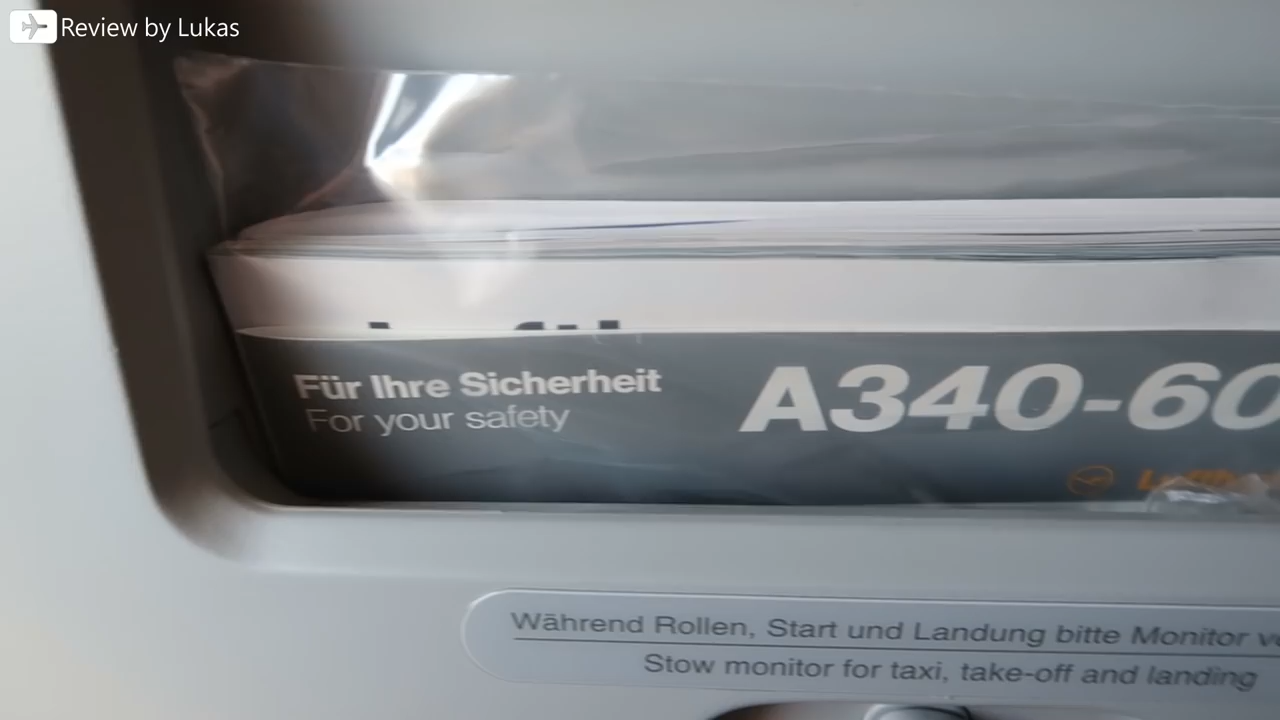 Review by Lukas
Für Ihre Sicherheit
For your safety
A340-60
Während Rollen, Start und Landung bitte Monitor
Stow monitor for taxi, take-off and landing